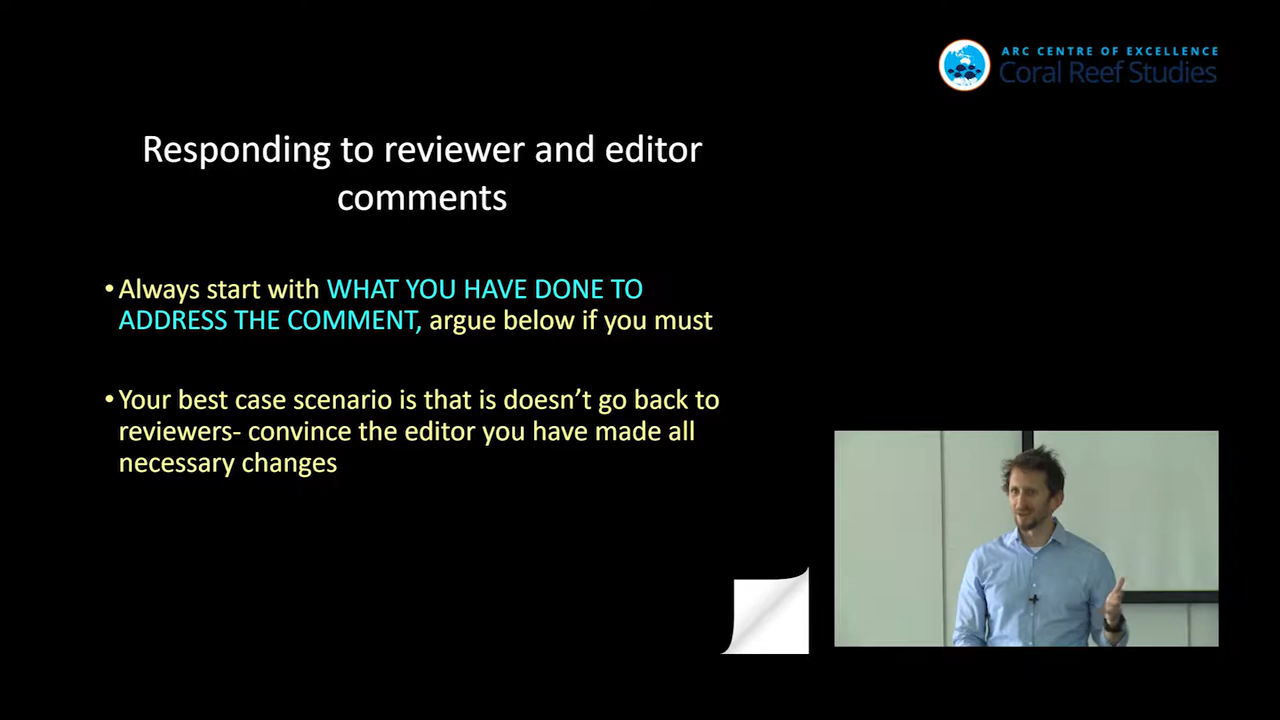 ARC CENTRE OF EXCELLENCE
Coral Reef Studies
Responding to reviewer and editor
comments
•Always start with WHAT YOU HAVE DONE TO
ADDRESS THE COMMENT, argue below if you must
•Your best case scenario is that is doesn’t go back to
reviewers- convince the editor you have made all
necessary changes